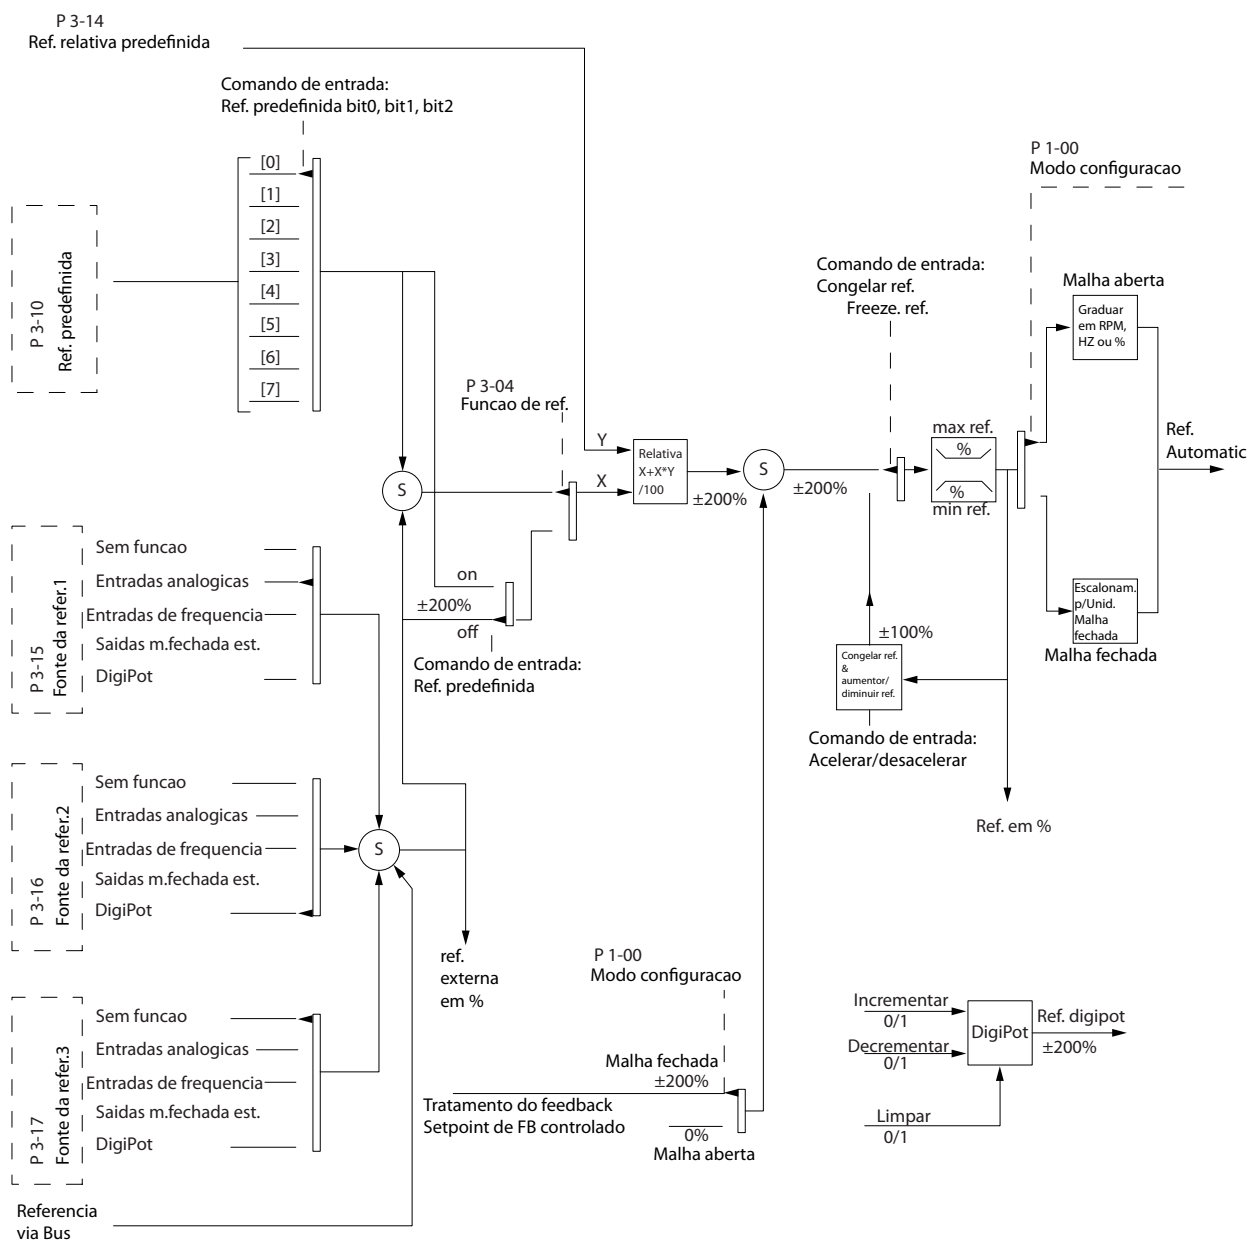 P 3-14
Ref. relativa predefinida
Comando de entrada:
Ref. predefinida bit0, bit1, bit2
[0]
[1]
[2]
[3]
[4]
[5]
[6]
[7]
P 3-10
Ref. predefinida
P 1-00
Modo configuracao
Comando de entrada:
Congelar ref.
Freeze. ref.
Malha aberta
Graduar
em RPM,
HZ ou %
P 3-04
Funcao de ref.
Y
X
Relativa
X+X*Y
/100
±200%
S
±200%
max ref.
%
%
min ref.
Ref.
Automatic
S
on
±200%
off
Comando de entrada:
Ref. predefinida
P 3-15
Fonte da refer.1
Sem funcao
Entradas analogicas
Entradas de frequencia
Saidas m.fechada est.
DigiPot
Escalonam.
p/Unid.
Malha
fechada
Malha fechada
±100%
Congelar ref.
&
aumentor/
diminuir ref.
Comando de entrada:
Acelerar/desacelerar
Ref. em %
P 3-16
Fonte da refer.2
Sem funcao
Entradas analogicas
Entradas de frequencia
Saidas m.fechada est.
DigiPot
S
ref.
externa
em %
P 1-00
Modo configuracao
Malha fechada
±200%
Tratamento do feedback
Setpoint de FB controlado
0%
Malha aberta
Incrementar
0/1
Decrementar
0/1
DigiPot
Ref. digipot
±200%
Limpar
0/1
P 3-17
Fonte da refer.3
Sem funcao
Entradas analogicas
Entradas de frequencia
Saidas m.fechada est.
DigiPot
Referencia
via Bus